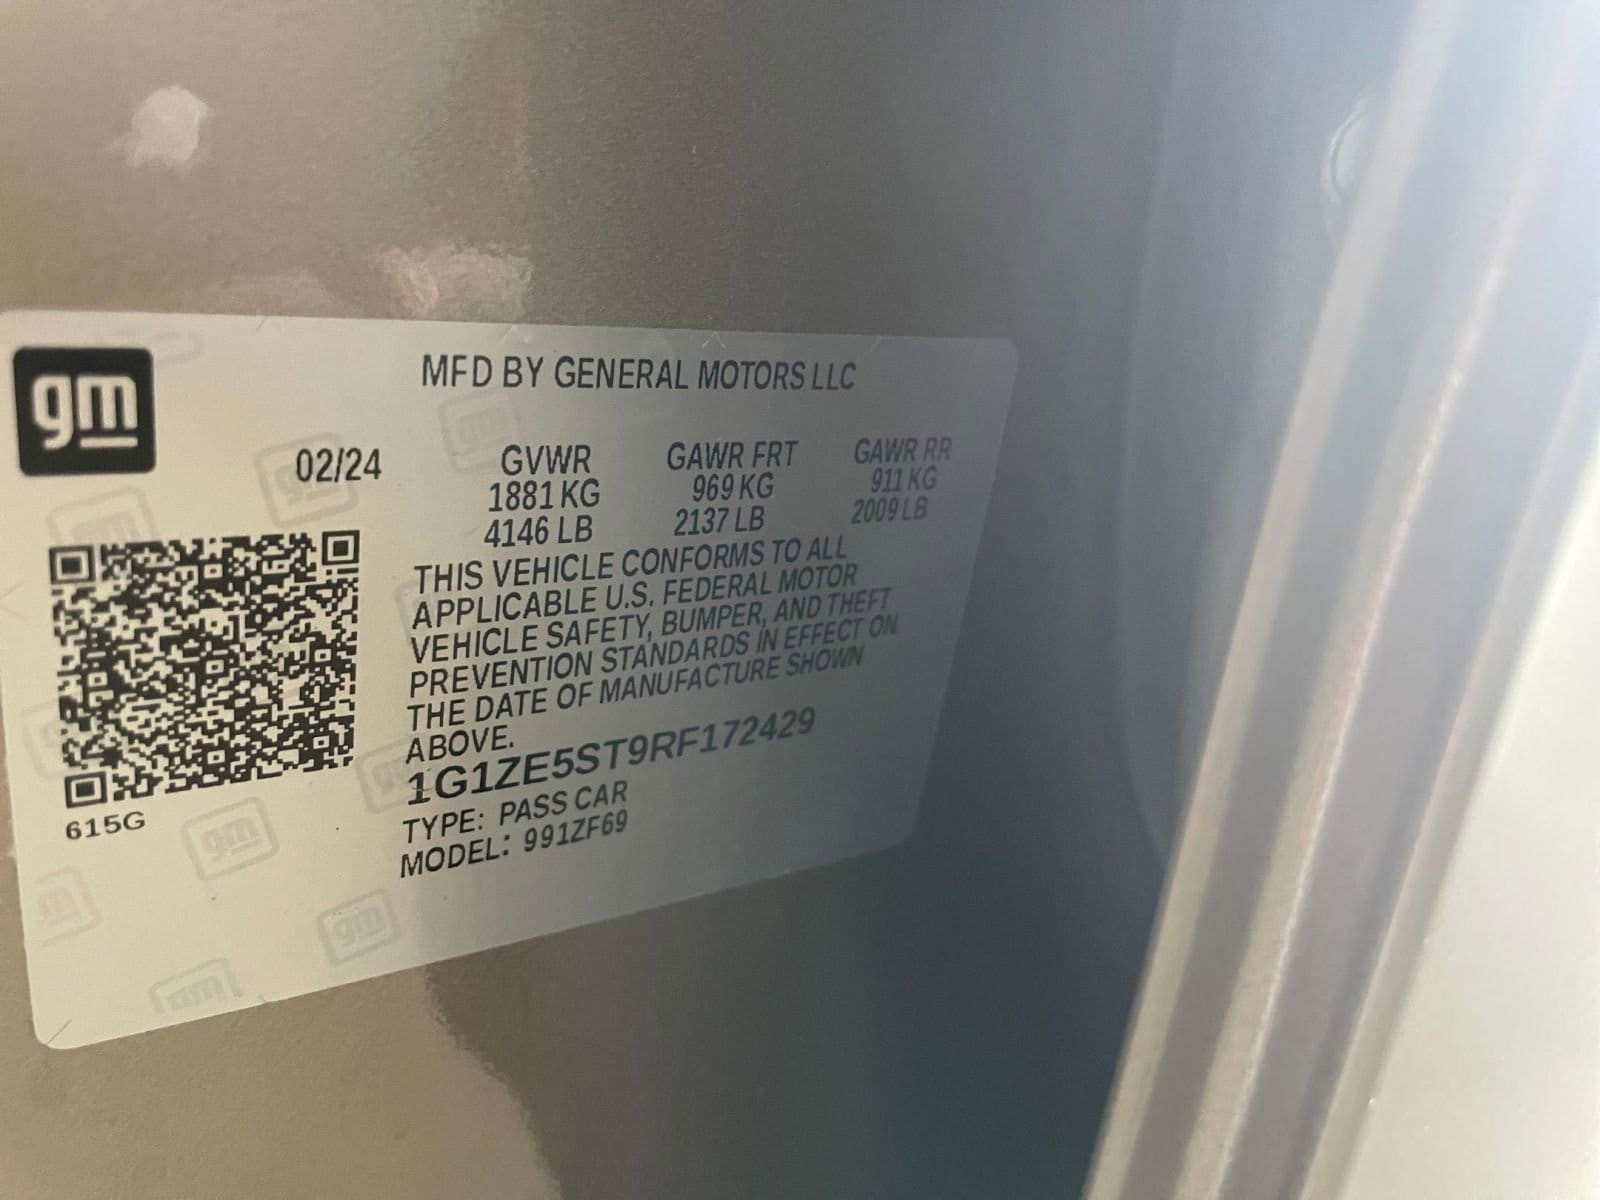 gm
MFD BY GENERAL MOTORS LLC
02/24
GVWR GAWR FRT GAWR RR
1881 KG 969 KG 911 KG
4146 LB 2137 LB 2009 LB
THIS VEHICLE CONFORMS TO ALL
APPLICABLE U.S. FEDERAL MOTOR
VEHICLE SAFETY, BUMPER, AND THEFT
PREVENTION STANDARDS IN EFFECT ON
THE DATE OF MANUFACTURE SHOWN
ABOVE.
1G1ZE5ST9RF172429
TYPE: PASS CAR
MODEL: 991ZF69
615G